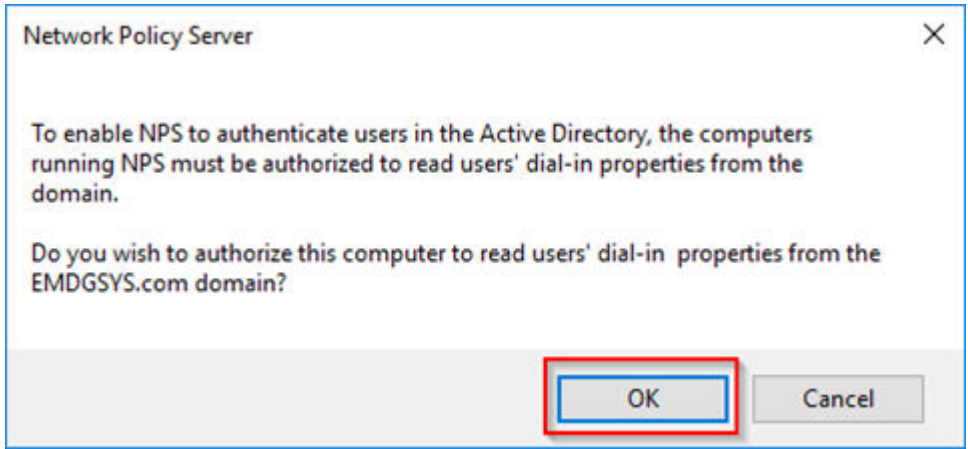 Network Policy Server
To enable NPS to authenticate users in the Active Directory, the computers
running NPS must be authorized to read users' dial-in properties from the
domain.
Do you wish to authorize this computer to read users' dial-in  properties from the
EMDGSYS.com domain?
OK
Cancel